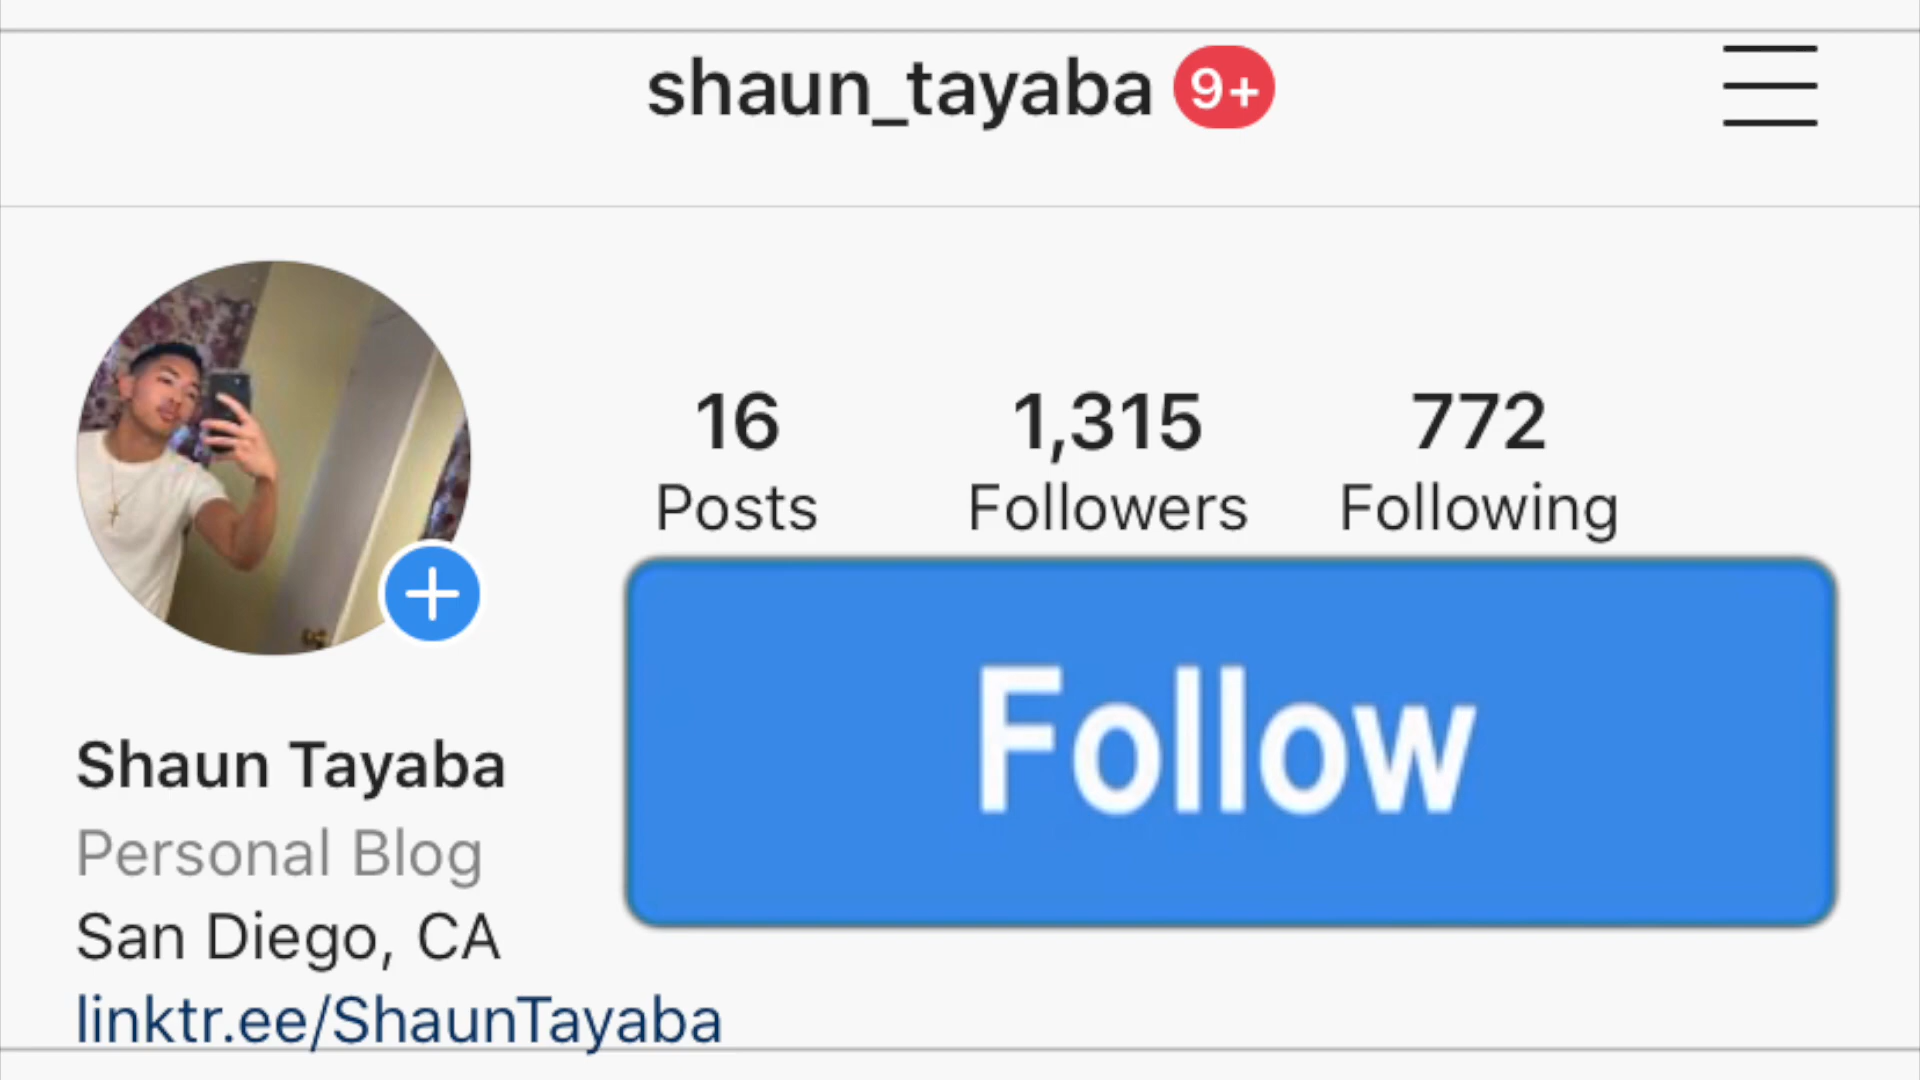 shaun_tayaba 9+
16 1,315 772
Posts Followers Following
Follow
Shaun Tayaba
Personal Blog
San Diego, CA
linktr.ee/ShaunTayaba